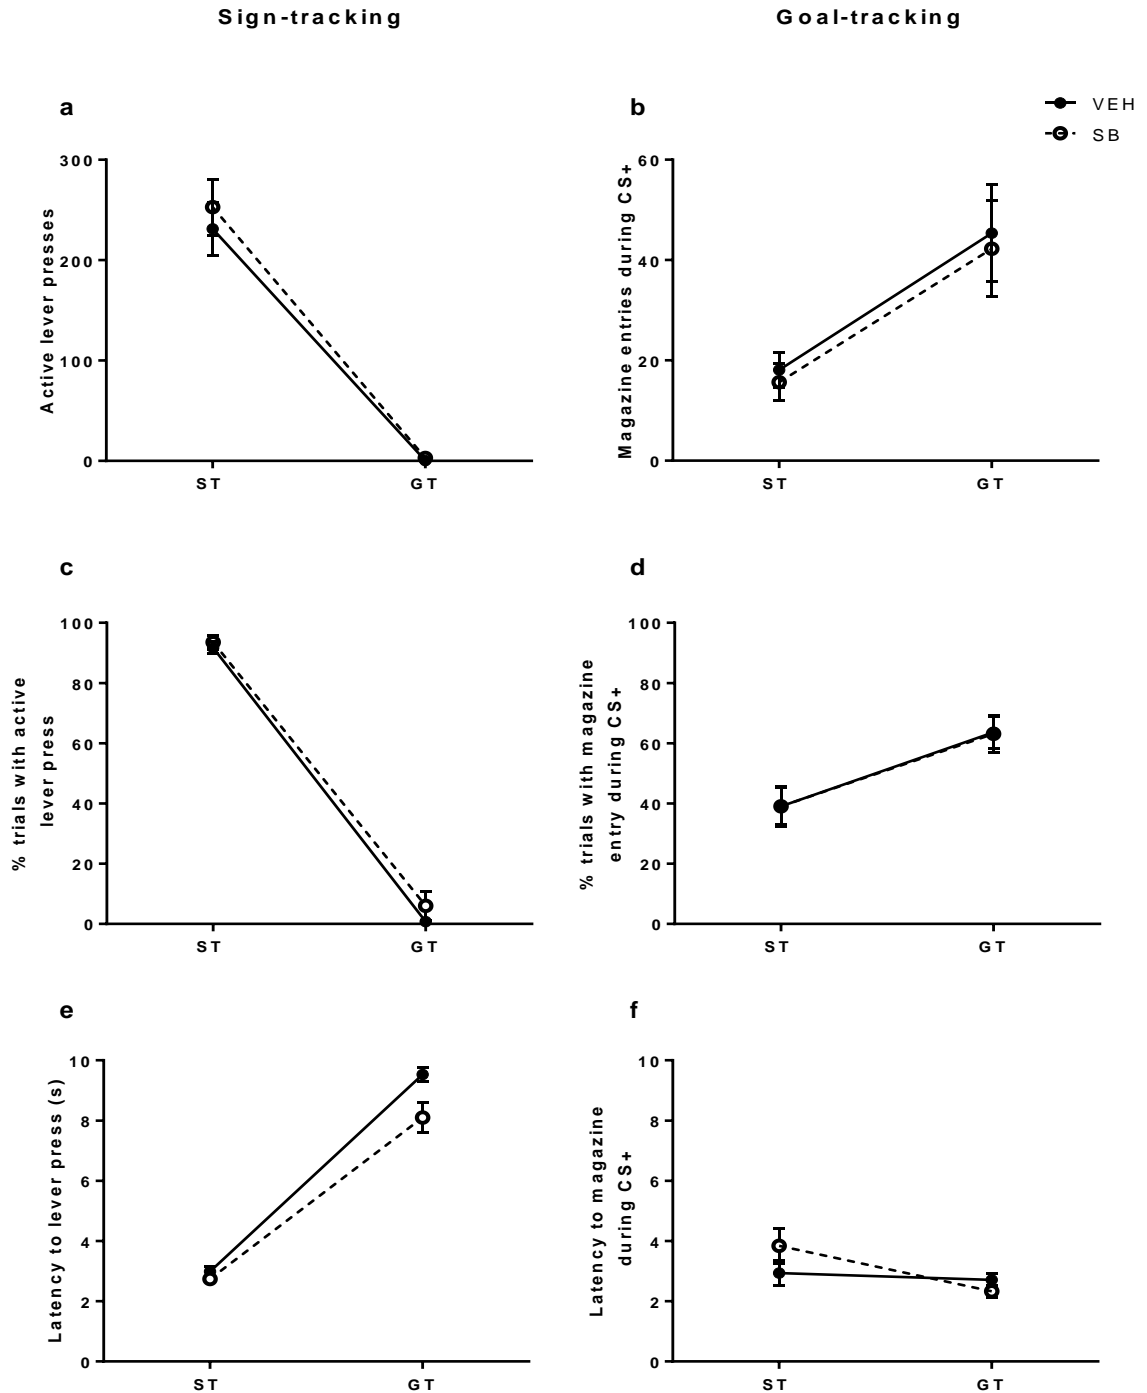 Sign-tracking
Goal-tracking
a
b
VEH
SB
Active lever presses
300
200
100
0
ST
GT
Magazine entries during CS+
60
40
20
0
ST
GT
c
d
% trials with active
lever press
100
80
60
40
20
0
ST
GT
% trials with magazine
entry during CS+
100
80
60
40
20
0
ST
GT
e
f
Latency to lever press (s)
10
8
6
4
2
0
ST
GT
Latency to magazine
during CS+
10
8
6
4
2
0
ST
GT